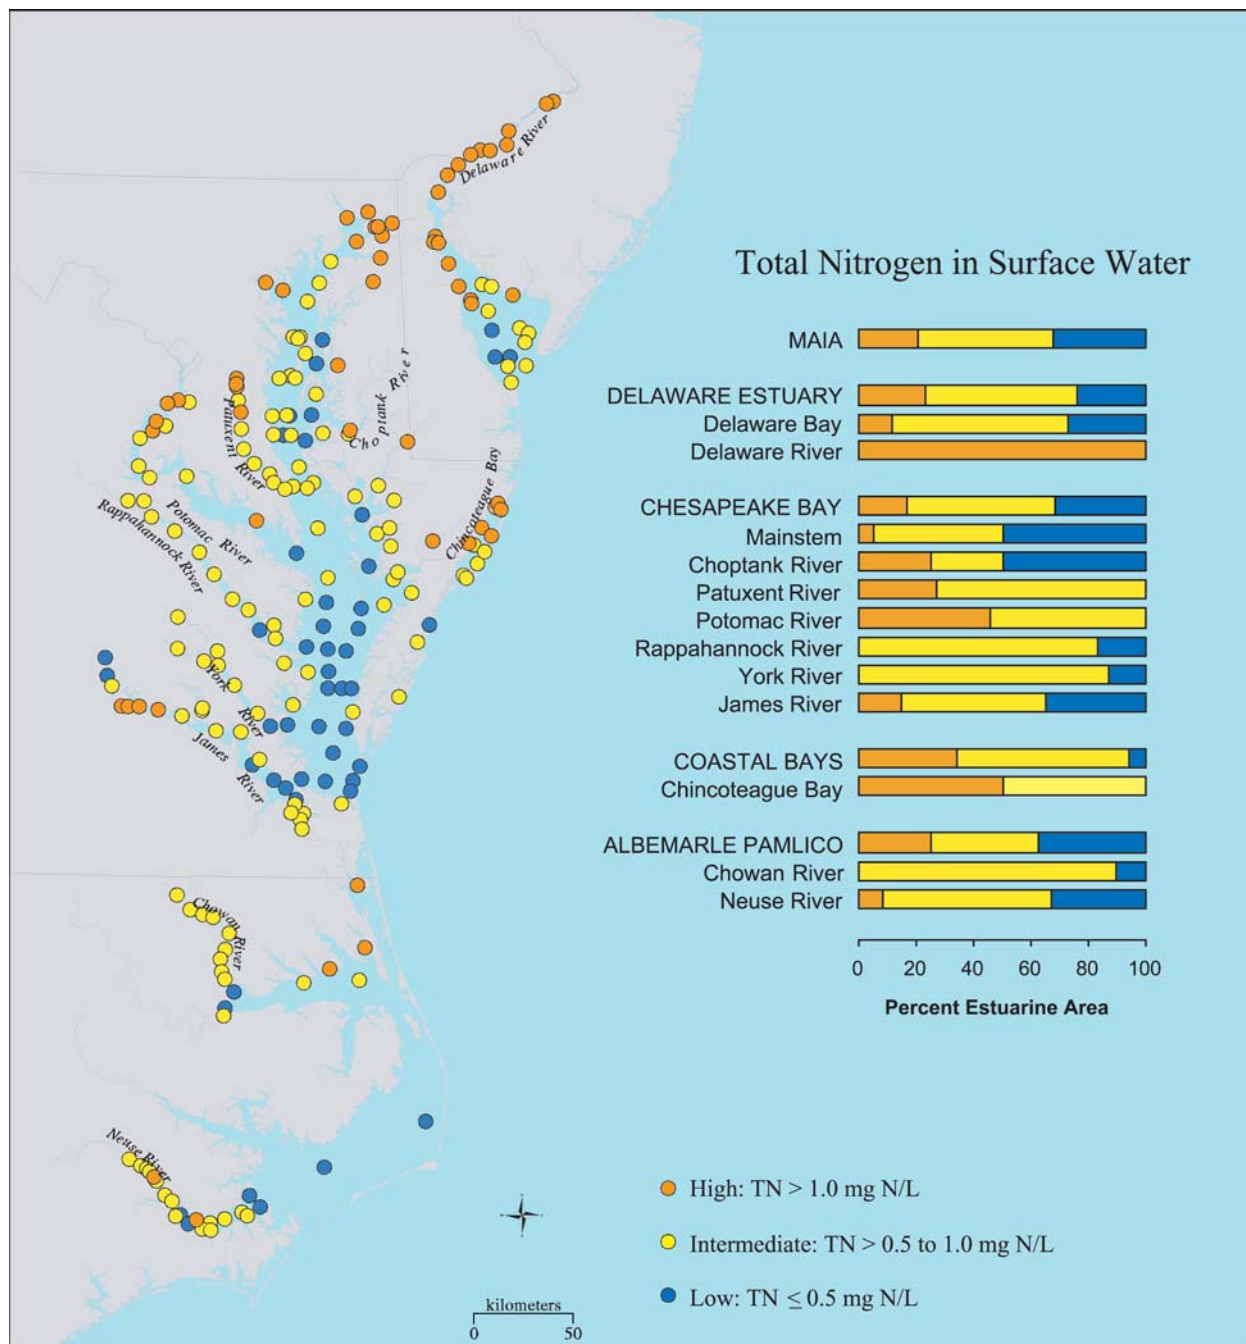 Delaware River
Total Nitrogen in Surface Water
MAIA
DELAWARE ESTUARY
Delaware Bay
Delaware River
CHESAPEAKE BAY
Mainstem
Choptank River
Patuxent River
Potomac River
Rappahannock River
York River
James River
COASTAL BAYS
Chincoteague Bay
ALBEMARLE PAMLICO
Chowan River
Neuse River
0 20 40 60 80 100
Percent Estuarine Area
Choptank River
Patuxent River
Chincoteague Bay
Potomac River
Rappahannock River
York River
James River
Chowan River
Neuse River
High: TN > 1.0 mg N/L
Intermediate: TN > 0.5 to 1.0 mg N/L
Low: TN ≤ 0.5 mg N/L
kilometers
0 50